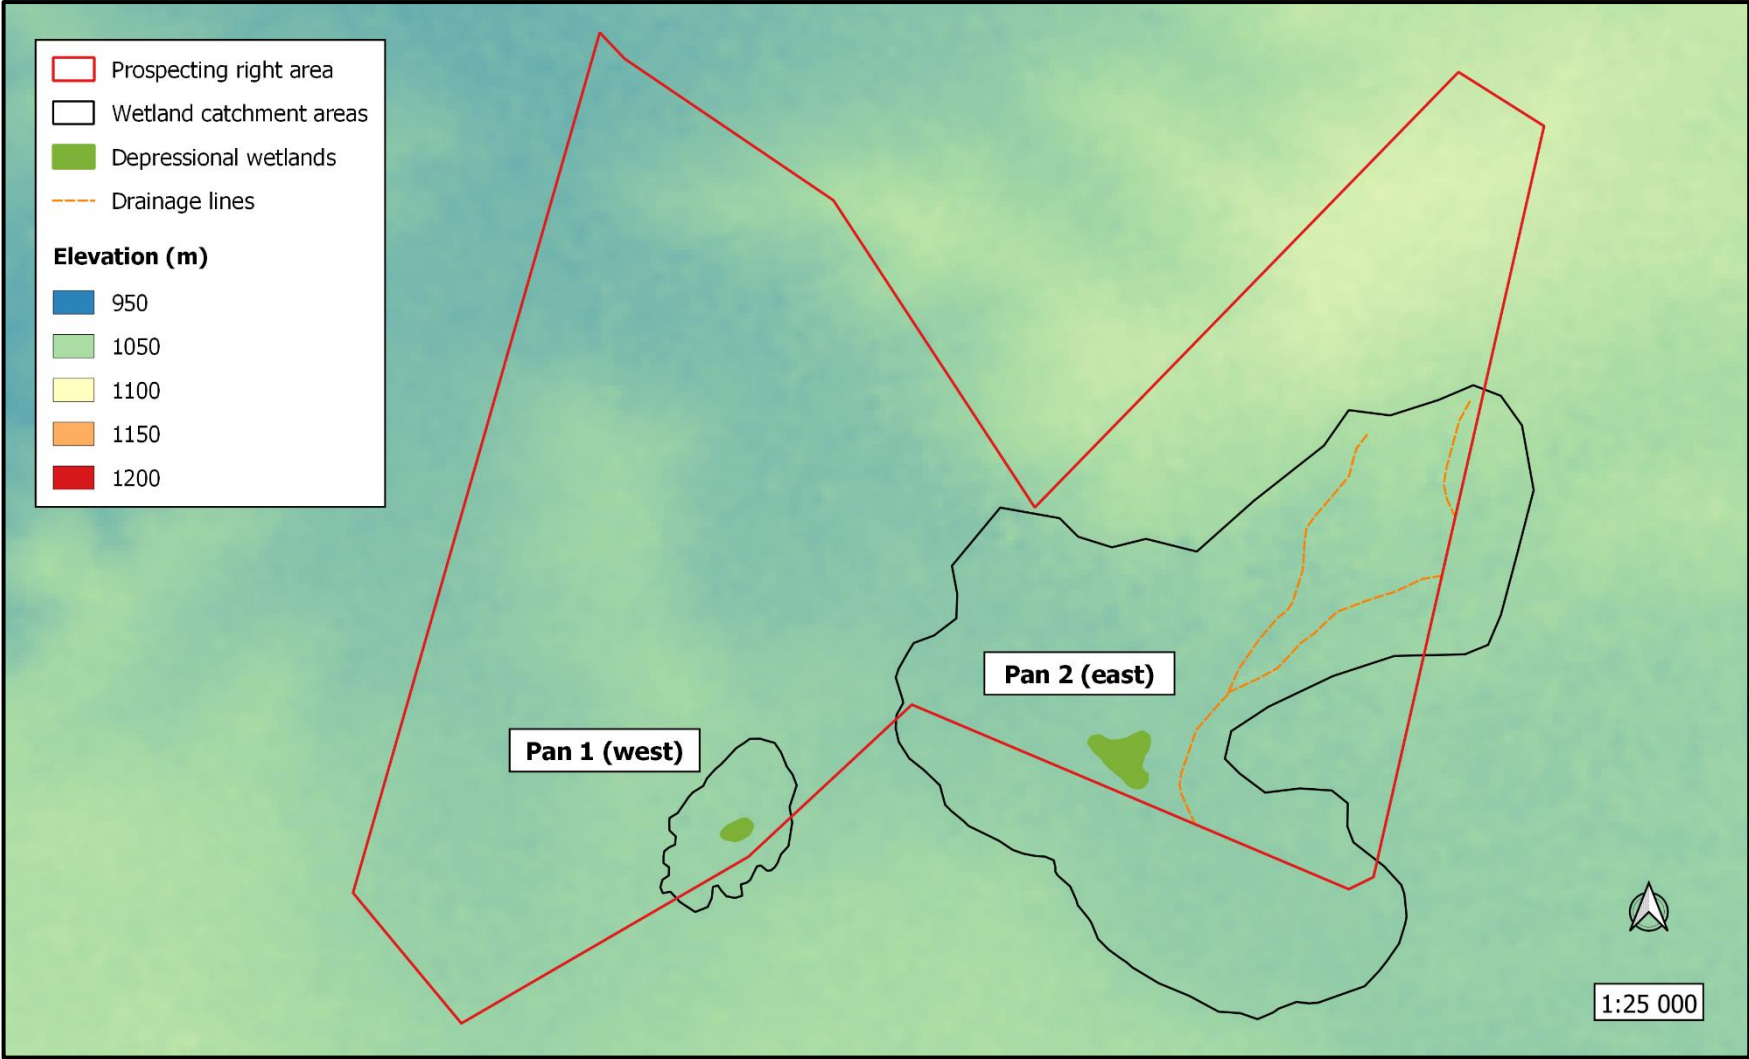 Prospecting right area
Wetland catchment areas
Depressional wetlands
Drainage lines
Elevation (m)
950
1050
1100
1150
1200
Pan 2 (east)
Pan 1 (west)
1:25 000